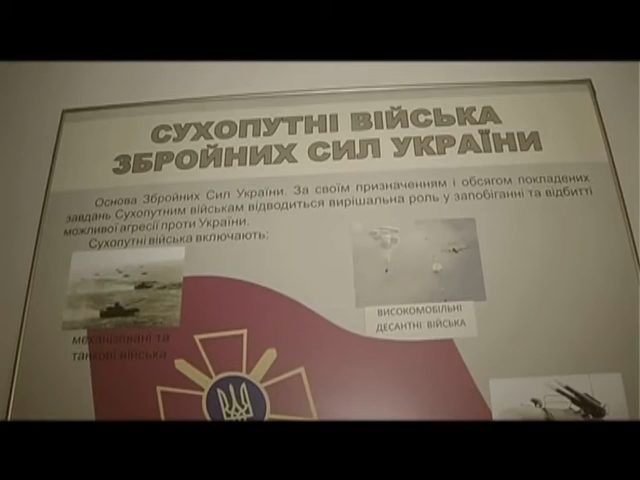 СУХОПУТНІ ВІЙСЬКА
ЗБРОЙНИХ СИЛ УКРАЇНИ
Основа Збройних Сил України. За своїм призначенням і обсягом покладених
завдань Сухопутним військам відводиться вирішальна роль у запобіганні та відбитті
можливої агресії проти України.
Сухопутні війська включають:
механізовані та
танкові війська
ВИСОКОМОБІЛЬНІ
ДЕСАНТНІ ВІЙСЬКА